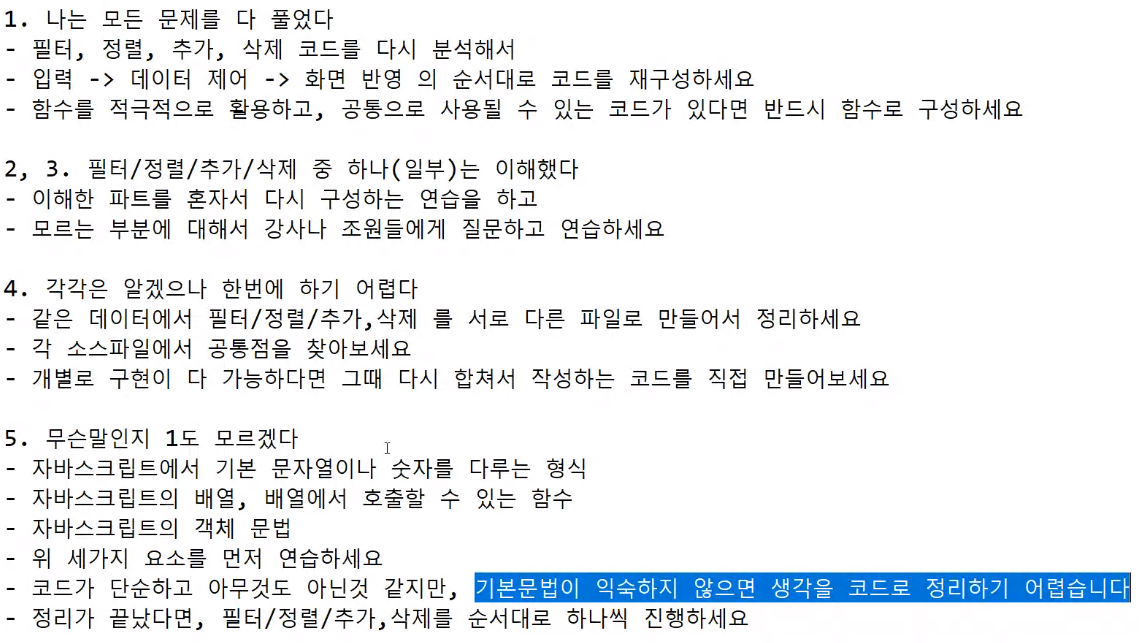 1. 나는 모든 문제를 다 풀었다
- 필터, 정렬, 추가, 삭제 코드를 다시 분석해서
- 입력 -> 데이터 제어 -> 화면 반영 의 순서대로 코드를 재구성하세요
- 함수를 적극적으로 활용하고, 공통으로 사용될 수 있는 코드가 있다면 반드시 함수로 구성하세요
2, 3. 필터/정렬/추가/삭제 중 하나(일부)는 이해했다
- 이해한 파트를 혼자서 다시 구성하는 연습을 하고
- 모르는 부분에 대해서 강사나 조원들에게 질문하고 연습하세요
4. 각각은 알겠으나 한번에 하기 어렵다
- 같은 데이터에서 필터/정렬/추가,삭제 를 서로 다른 파일로 만들어서 정리하세요
- 각 소스파일에서 공통점을 찾아보세요
- 개별로 구현이 다 가능하다면 그때 다시 합쳐서 작성하는 코드를 직접 만들어보세요
5. 무슨말인지 1도 모르겠다
- 자바스크립트에서 기본 문자열이나 숫자를 다루는 형식
- 자바스크립트의 배열, 배열에서 호출할 수 있는 함수
- 자바스크립트의 객체 문법
- 위 세가지 요소를 먼저 연습하세요
- 코드가 단순하고 아무것도 아닌것 같지만, 기본문법이 익숙하지 않으면 생각을 코드로 정리하기 어렵습니다
- 정리가 끝났다면, 필터/정렬/추가,삭제를 순서대로 하나씩 진행하세요